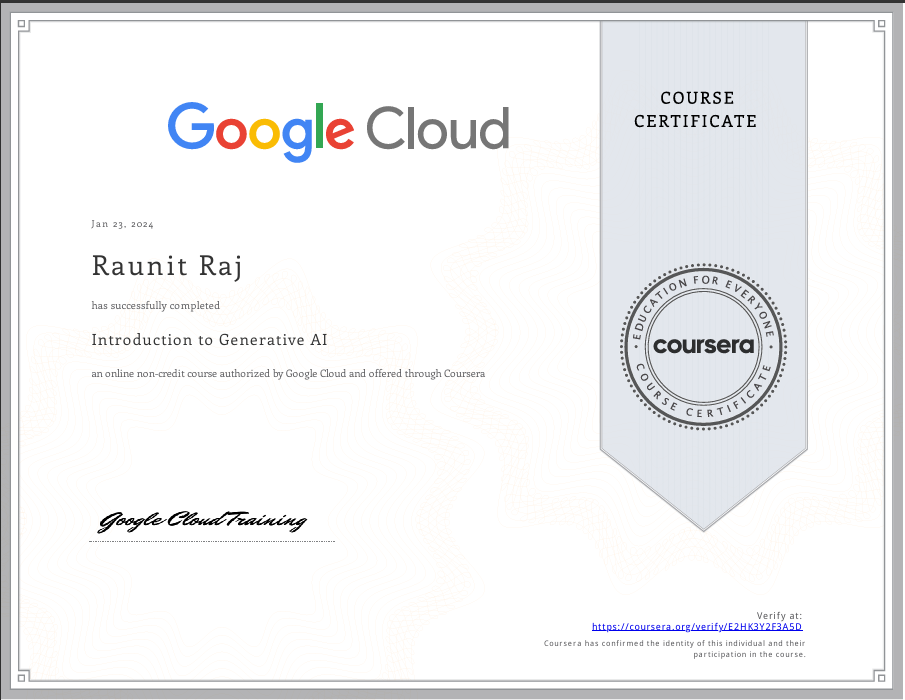 Google Cloud
COURSE
CERTIFICATE
Jan 23, 2024
Raunit Raj
has successfully completed
Introduction to Generative AI
an online non-credit course authorized by Google Cloud and offered through Coursera
EDUCATION FOR EVERYONE
coursera
COURSE CERTIFICATE
Google Cloud Training
Verify at:
https://coursera.org/verify/E2HK3Y2F3A5D
Coursera has confirmed the identity of this individual and their
participation in the course.